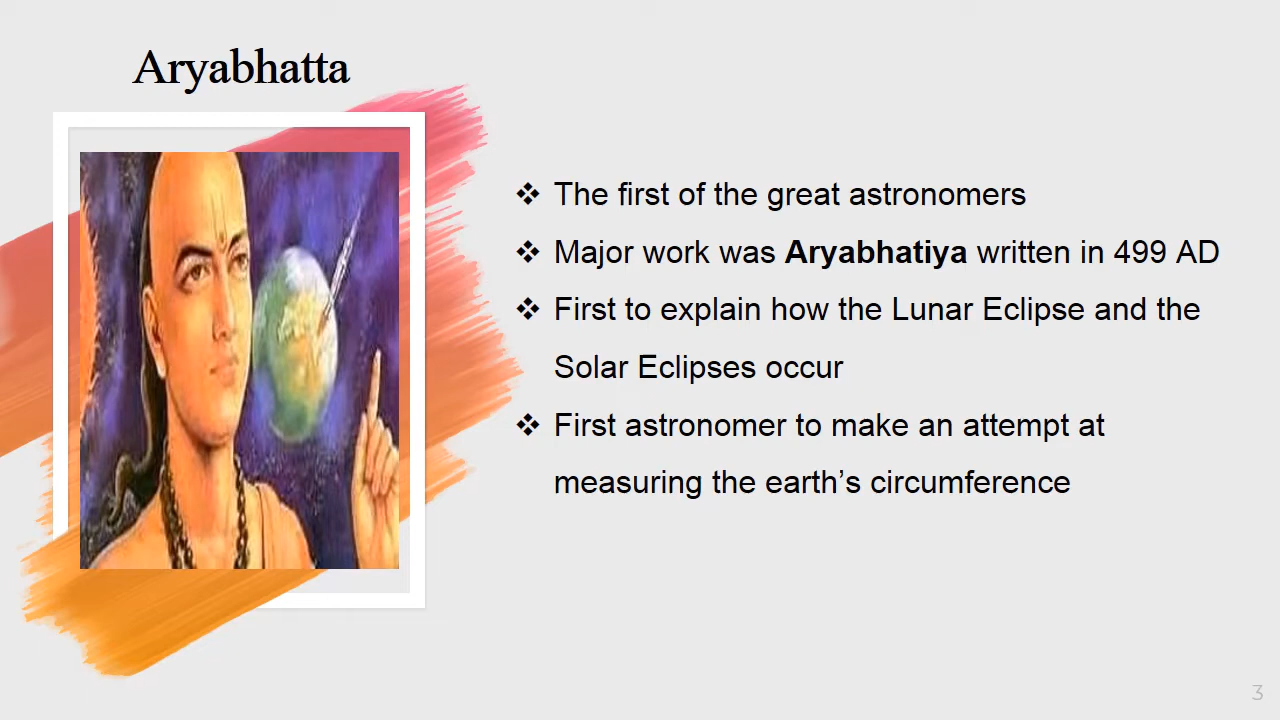 Aryabhatta
❖ The first of the great astronomers
❖ Major work was Aryabhatiya written in 499 AD
❖ First to explain how the Lunar Eclipse and the
Solar Eclipses occur
❖ First astronomer to make an attempt at
measuring the earth’s circumference
3